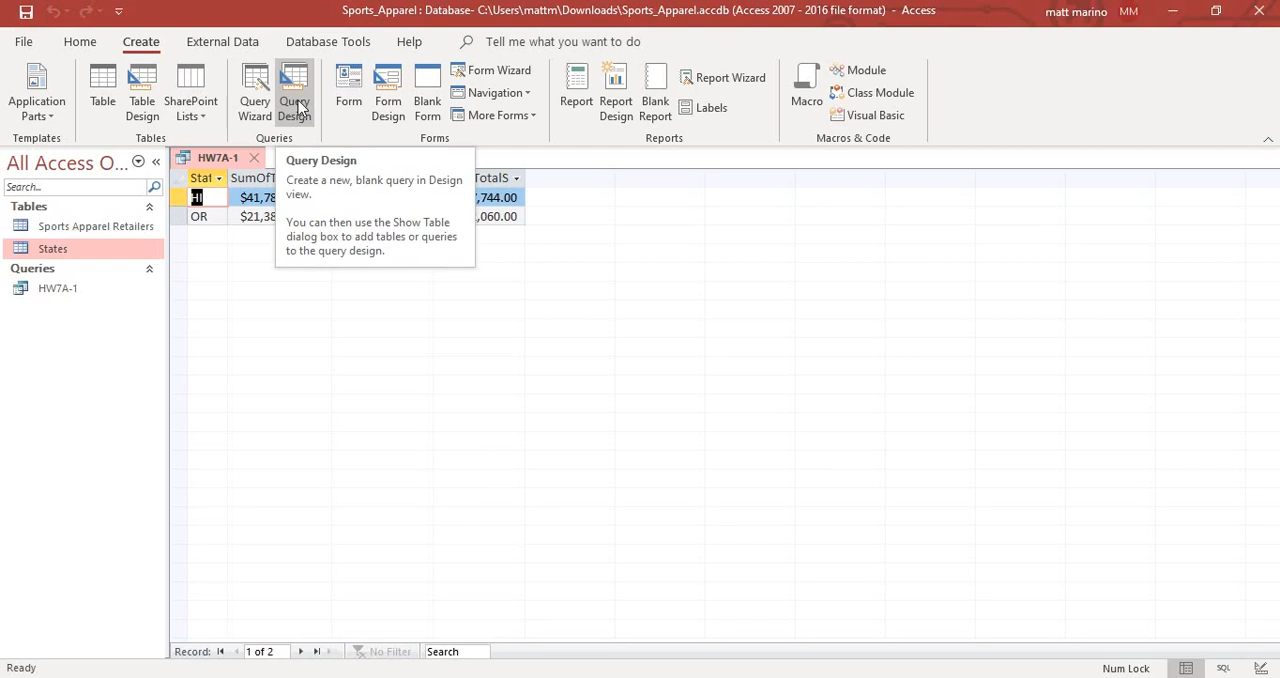 Sports_Apparel : Database- C:\Users\mattm\Downloads\Sports_Apparel.accdb (Access 2007 - 2016 file format) - Access
matt marino MM
File Home Create External Data Database Tools Help Tell me what you want to do
Application Parts
Table
Table Design
SharePoint Lists
Query Wizard
Query Design
Form
Form Design
Blank Form
Form Wizard
Navigation
More Forms
Report
Report Design
Blank Report
Report Wizard
Labels
Macro
Module
Class Module
Visual Basic
Templates Tables Queries Forms Reports Macros & Code
All Access O...
Search...
Tables
Sports Apparel Retailers
States
Queries
HW7A-1
HW7A-1
HI
OR $21,38 ,060.00
Query Design
Create a new, blank query in Design
view.
You can then use the Show Table
dialog box to add tables or queries
to the query design.
Record: 1 of 2 No Filter Search
Ready Num Lock SQL